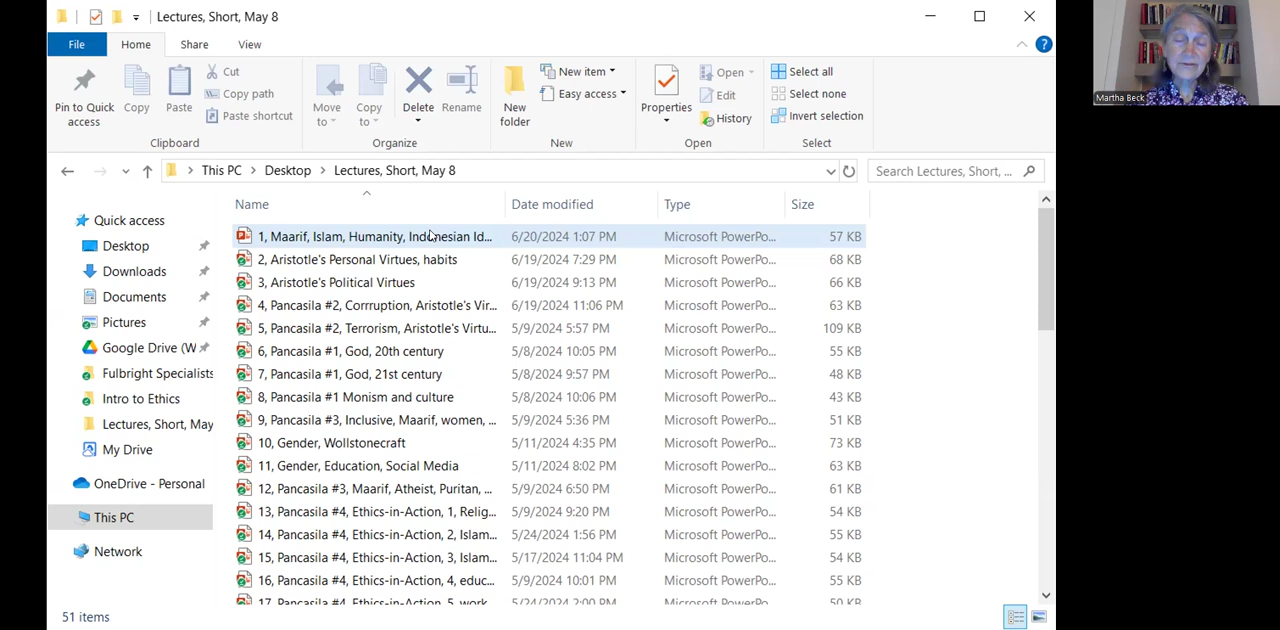 Lectures, Short, May 8
File Home Share View
Pin to Quick access
Copy
Paste
Cut
Copy path
Paste shortcut
Clipboard
Move to
Copy to
Delete
Rename
Organize
New folder
New item
Easy access
New
Properties
Open
Edit
History
Open
Select all
Select none
Invert selection
Select
This PC > Desktop > Lectures, Short, May 8
Search Lectures, Short, ...
Quick access
Desktop
Downloads
Documents
Pictures
Google Drive (W
Fulbright Specialists
Intro to Ethics
Lectures, Short, May
My Drive
OneDrive - Personal
This PC
Network
Name Date modified Type Size
1, Maarif, Islam, Humanity, Indonesian Id... 6/20/2024 1:07 PM Microsoft PowerPo... 57 KB
2, Aristotle's Personal Virtues, habits 6/19/2024 7:29 PM Microsoft PowerPo... 68 KB
3, Aristotle's Political Virtues 6/19/2024 9:13 PM Microsoft PowerPo... 66 KB
4, Pancasila #2, Corrruption, Aristotle's Vir... 6/19/2024 11:06 PM Microsoft PowerPo... 63 KB
5, Pancasila #2, Terrorism, Aristotle's Virtu... 5/9/2024 5:57 PM Microsoft PowerPo... 109 KB
6, Pancasila #1, God, 20th century 5/8/2024 10:05 PM Microsoft PowerPo... 55 KB
7, Pancasila #1, God, 21st century 5/8/2024 9:57 PM Microsoft PowerPo... 48 KB
8, Pancasila #1 Monism and culture 5/8/2024 10:06 PM Microsoft PowerPo... 43 KB
9, Pancasila #3, Inclusive, Maarif, women, ... 5/9/2024 5:36 PM Microsoft PowerPo... 51 KB
10, Gender, Wollstonecraft 5/11/2024 4:35 PM Microsoft PowerPo... 73 KB
11, Gender, Education, Social Media 5/11/2024 8:02 PM Microsoft PowerPo... 63 KB
12, Pancasila #3, Maarif, Atheist, Puritan, ... 5/9/2024 6:50 PM Microsoft PowerPo... 61 KB
13, Pancasila #4, Ethics-in-Action, 1, Relig... 5/9/2024 9:20 PM Microsoft PowerPo... 54 KB
14, Pancasila #4, Ethics-in-Action, 2, Islam... 5/24/2024 1:56 PM Microsoft PowerPo... 55 KB
15, Pancasila #4, Ethics-in-Action, 3, Islam... 5/17/2024 11:04 PM Microsoft PowerPo... 54 KB
16, Pancasila #4, Ethics-in-Action, 4, educ... 5/9/2024 10:01 PM Microsoft PowerPo... 55 KB
17, Pancasila #4, Ethics-in-Action, 5, work 5/24/2024 2:00 PM Microsoft PowerPo... 50 KB
51 items
Martha Beck